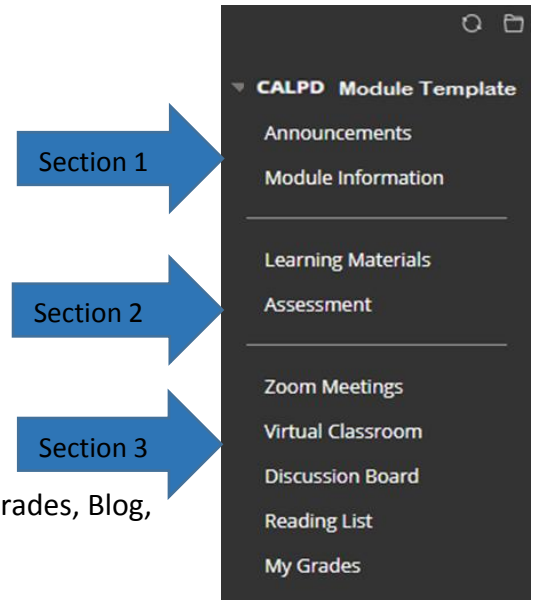 CALPD Module Template
Announcements
Section 1
Module Information
Learning Materials
Assessment
Section 2
Zoom Meetings
Virtual Classroom
Section 3
Discussion Board
rades, Blog,
Reading List
My Grades